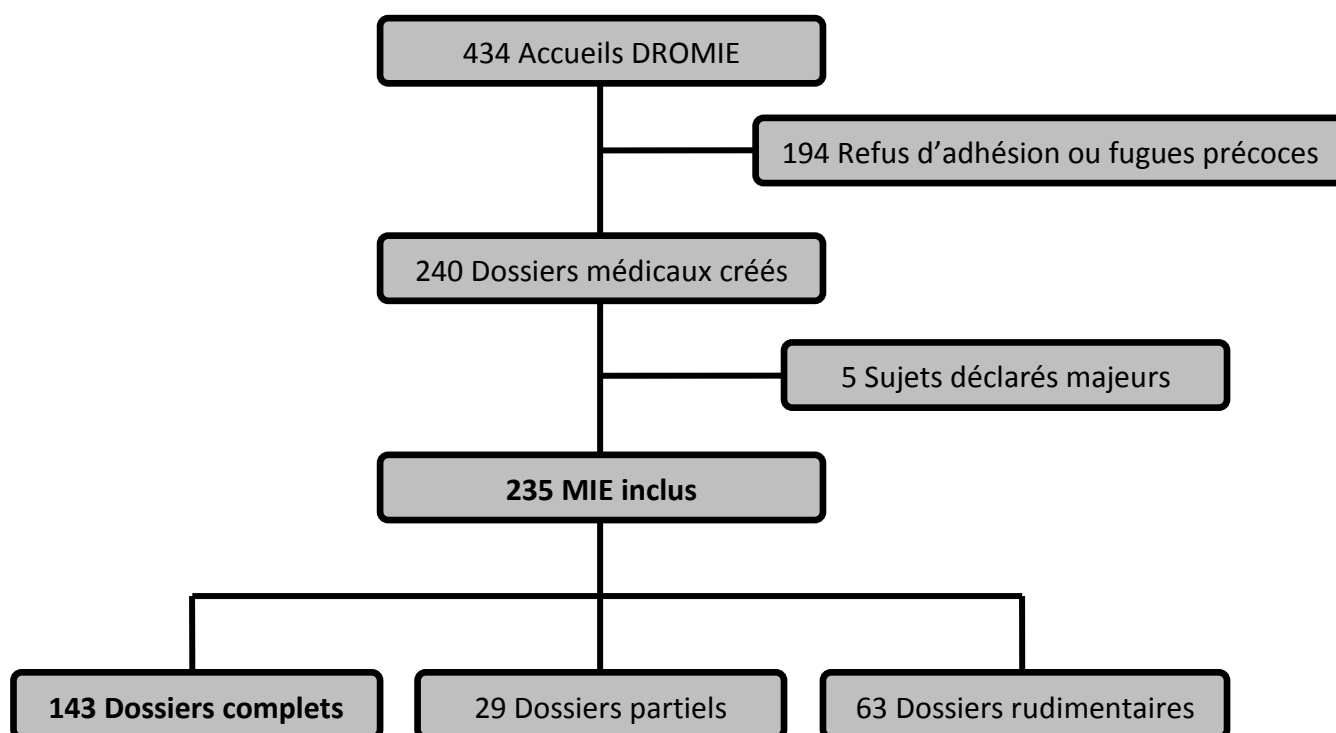 434 Accueils DROMIE
194 Refus d’adhésion ou fugues précoces
240 Dossiers médicaux créés
5 Sujets déclarés majeurs
235 MIE inclus
143 Dossiers complets
29 Dossiers partiels
63 Dossiers rudimentaires